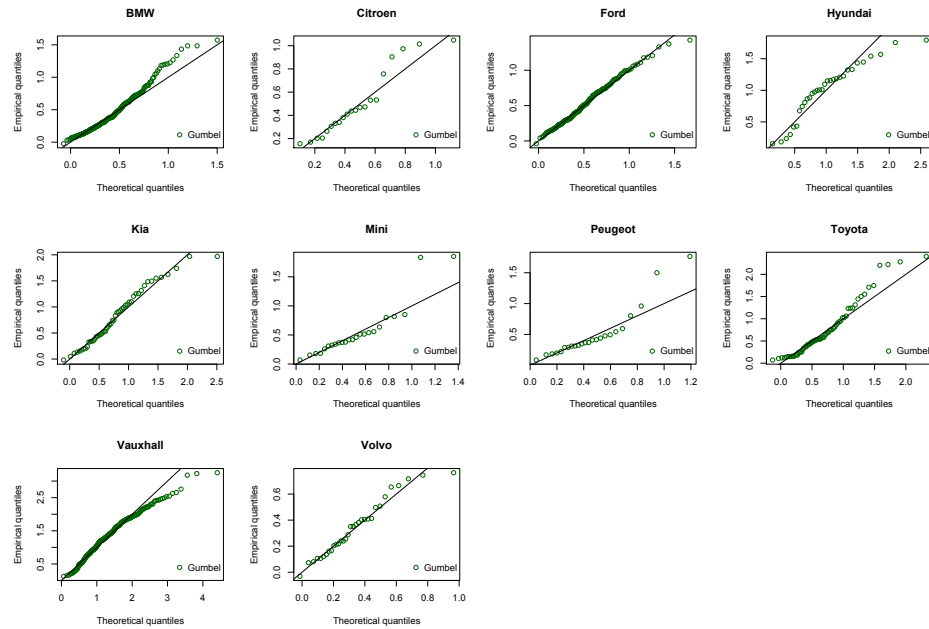 BMW
Empirical quantiles
0.0 0.5 1.0 1.5
Gumbel
0.0 0.5 1.0 1.5
Theoretical quantiles
Citroen
Empirical quantiles
0.2 0.4 0.6 0.8 1.0
Gumbel
0.2 0.4 0.6 0.8 1.0
Theoretical quantiles
Ford
Empirical quantiles
0.0 0.5 1.0
Gumbel
0.0 0.5 1.0 1.5
Theoretical quantiles
Hyundai
Empirical quantiles
0.5 1.0 1.5
Gumbel
0.5 1.0 1.5 2.0 2.5
Theoretical quantiles
Kia
Empirical quantiles
0.0 0.5 1.0 1.5 2.0
Gumbel
0.0 0.5 1.0 1.5 2.0 2.5
Theoretical quantiles
Mini
Empirical quantiles
0.0 0.5 1.0 1.5
Gumbel
0.0 0.2 0.4 0.6 0.8 1.0 1.2 1.4
Theoretical quantiles
Peugeot
Empirical quantiles
0.5 1.0 1.5
Gumbel
0.0 0.2 0.4 0.6 0.8 1.0 1.2
Theoretical quantiles
Toyota
Empirical quantiles
0.0 0.5 1.0 1.5 2.0
Gumbel
0.0 0.5 1.0 1.5 2.0
Theoretical quantiles
Vauxhall
Empirical quantiles
0.5 1.5 2.5
Gumbel
0 1 2 3 4
Theoretical quantiles
Volvo
Empirical quantiles
0.0 0.2 0.4 0.6
Gumbel
0.0 0.2 0.4 0.6 0.8 1.0
Theoretical quantiles